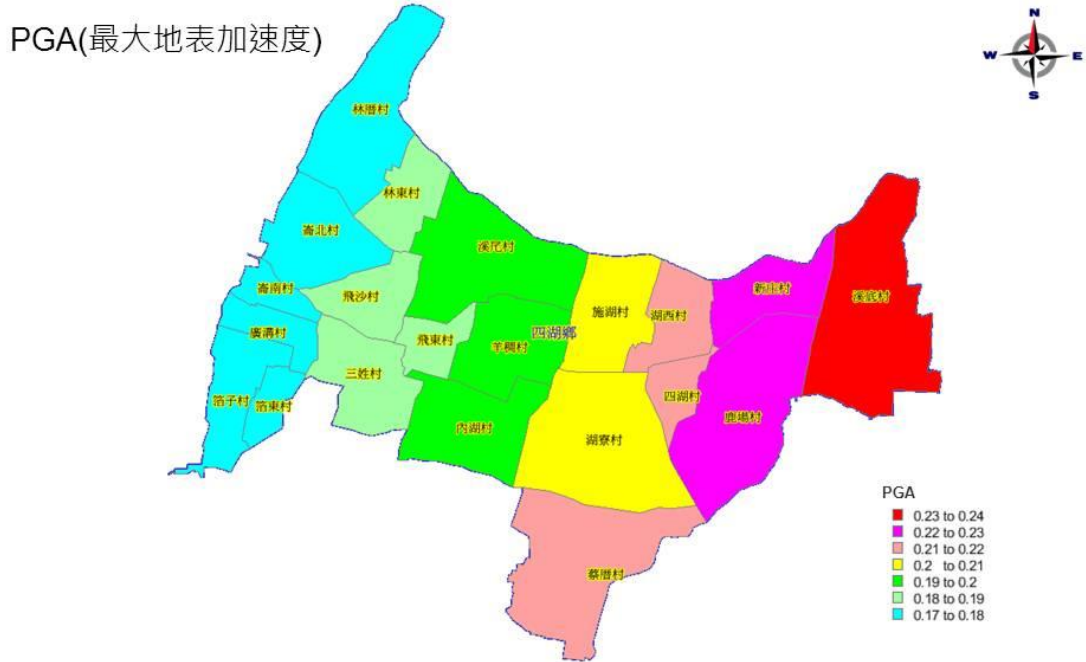 PGA(最大地表加速度)
N
W
E
S
林厝村
林東村
崙北村
溪尾村
崙南村
飛沙村
新庄村
溪底村
施湖村
湖西村
廣溝村
飛東村
羊稠村
四湖鄉
三姓村
箔子村
箔東村
四湖村
內湖村
湖寮村
鹿場村
蔡厝村
PGA
0.23 to 0.24
0.22 to 0.23
0.21 to 0.22
0.2 to 0.21
0.19 to 0.2
0.18 to 0.19
0.17 to 0.18